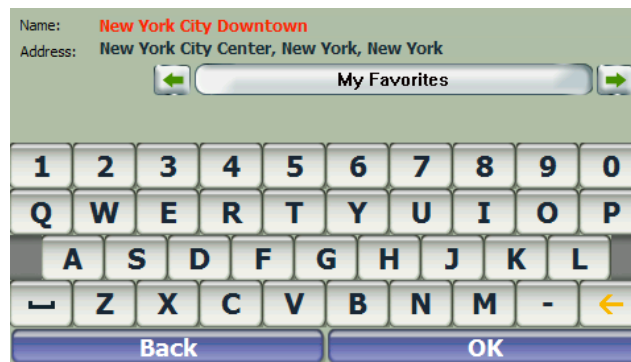 Name: New York City Downtown
Address: New York City Center, New York, New York
My Favorites
1 2 3 4 5 6 7 8 9 0
Q W E R T Y U I O P
A S D F G H J K L
Z X C V B N M -
Back OK